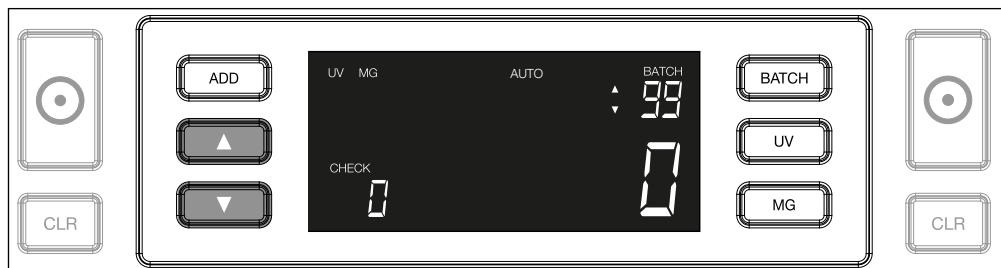 ADD
CLR
UV MG AUTO BATCH
99
CHECK
0
0
BATCH
UV
MG
CLR